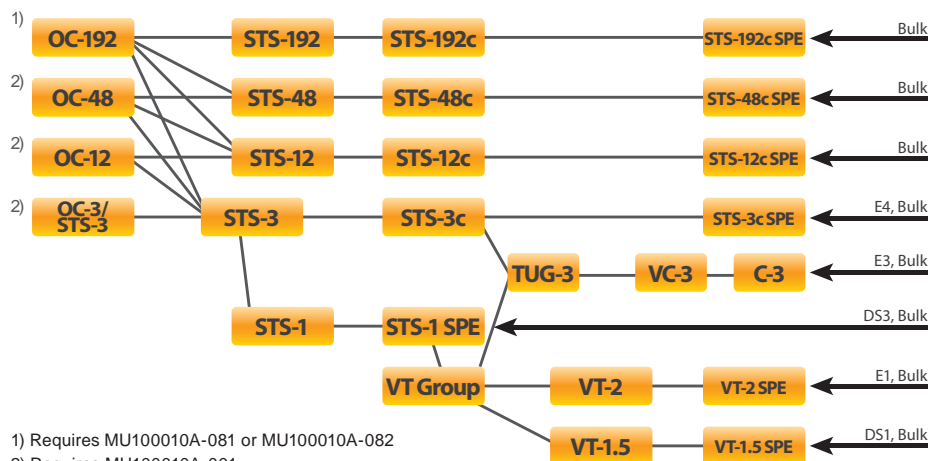 1) OC-192 STS-192 STS-192c STS-192c SPE Bulk
2) OC-48 STS-48 STS-48c STS-48c SPE Bulk
2) OC-12 STS-12 STS-12c STS-12c SPE Bulk
2) OC-3/
STS-3 STS-3 STS-3c STS-3c SPE E4, Bulk
TUG-3 VC-3 C-3 E3, Bulk
STS-1 STS-1 SPE DS3, Bulk
VT Group VT-2 VT-2 SPE E1, Bulk
VT-1.5 VT-1.5 SPE DS1, Bulk
1) Requires MU100010A-081 or MU100010A-082